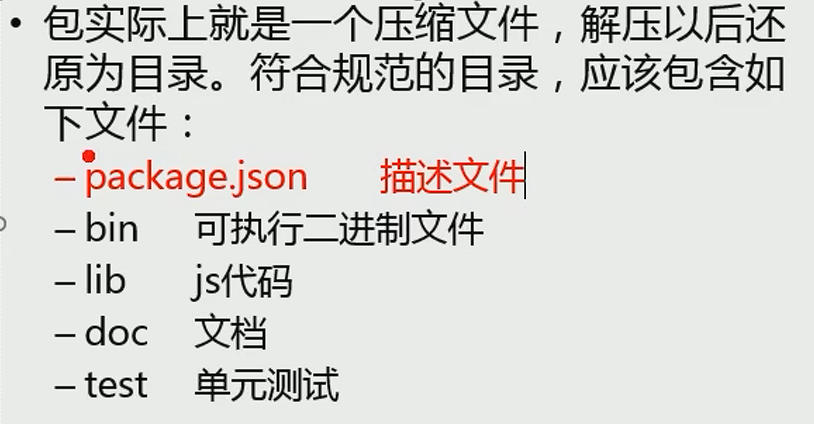 • 包实际上就是一个压缩文件，解压以后还
原为目录。符合规范的目录，应该包含如
下文件：
– package.json 描述文件
– bin 可执行二进制文件
– lib js代码
– doc 文档
– test 单元测试